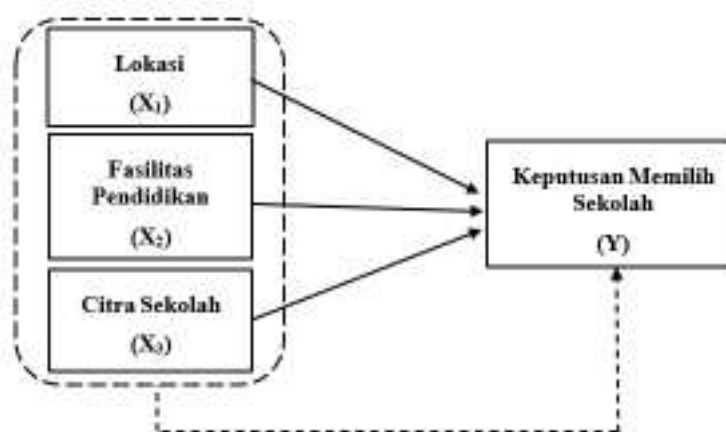 Lokasi
(X₁)
Fasilitas
Pendidikan
(X₂)
Citra Sekolah
(X₃)
Keputusan Memilih
Sekolah
(Y)